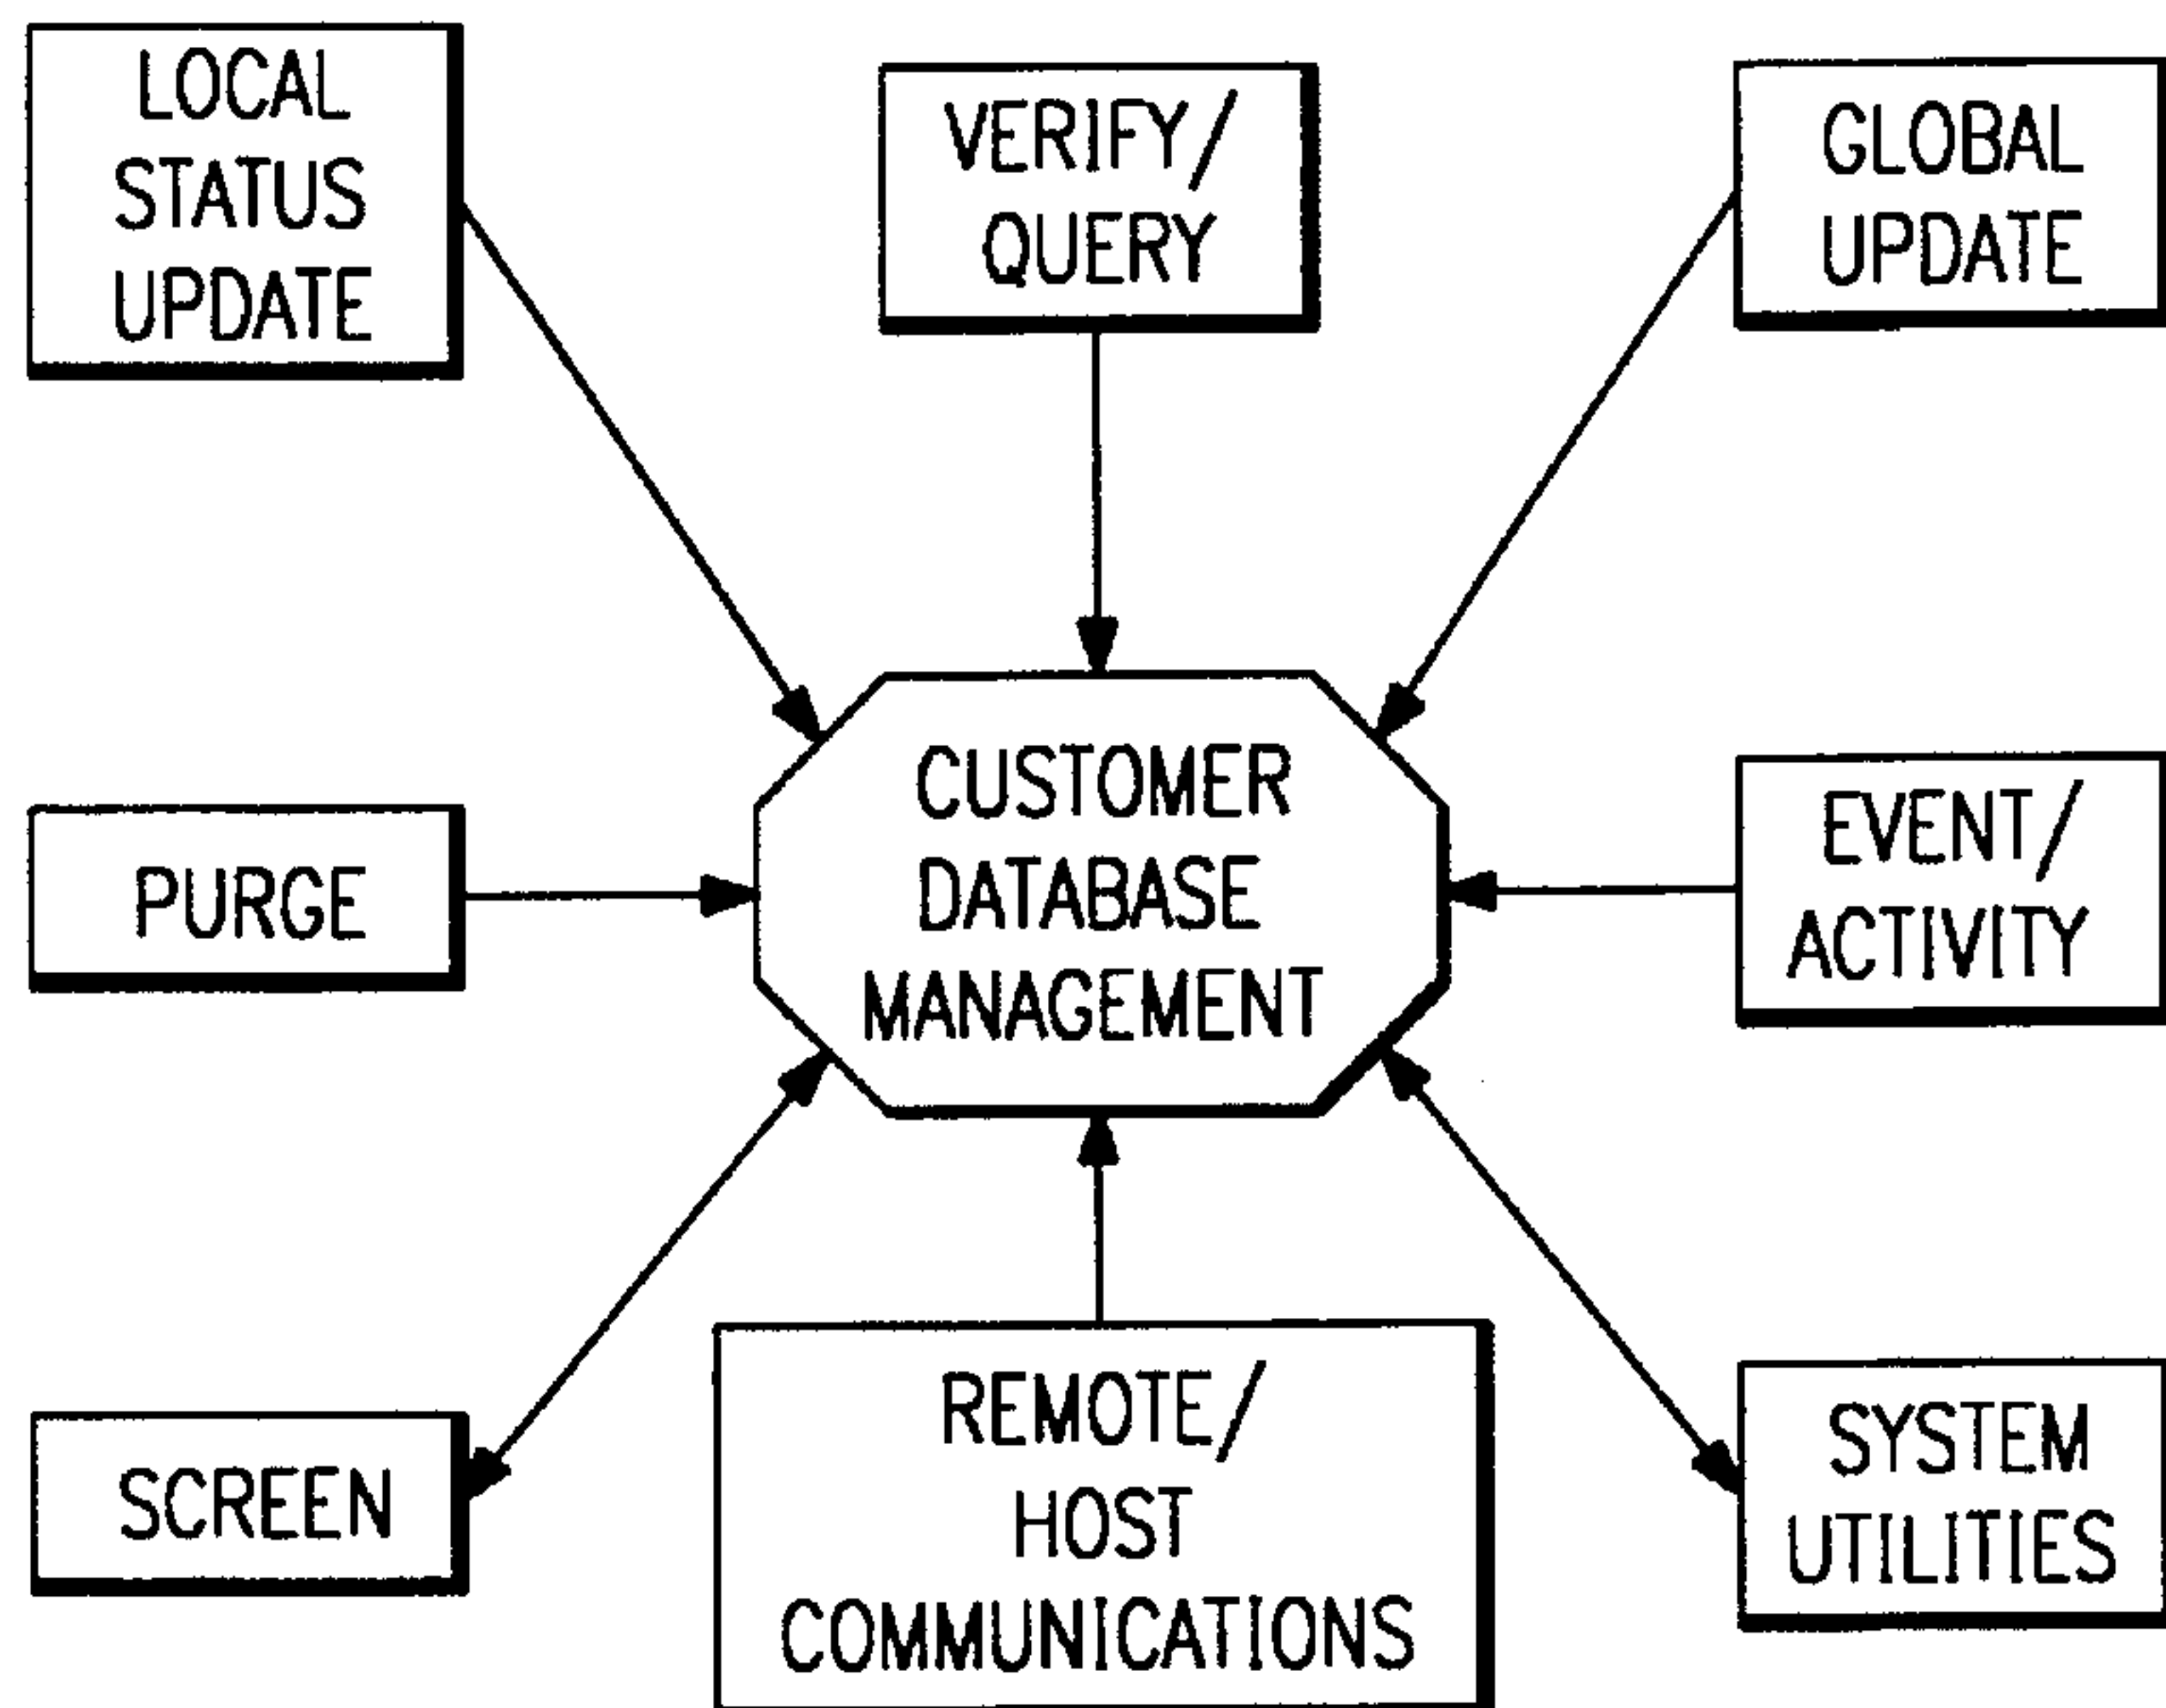 LOCAL
STATUS
UPDATE
VERIFY/
QUERY
GLOBAL
UPDATE
PURGE
CUSTOMER
DATABASE
MANAGEMENT
EVENT/
ACTIVITY
SCREEN
REMOTE/
HOST
COMMUNICATIONS
SYSTEM
UTILITIES